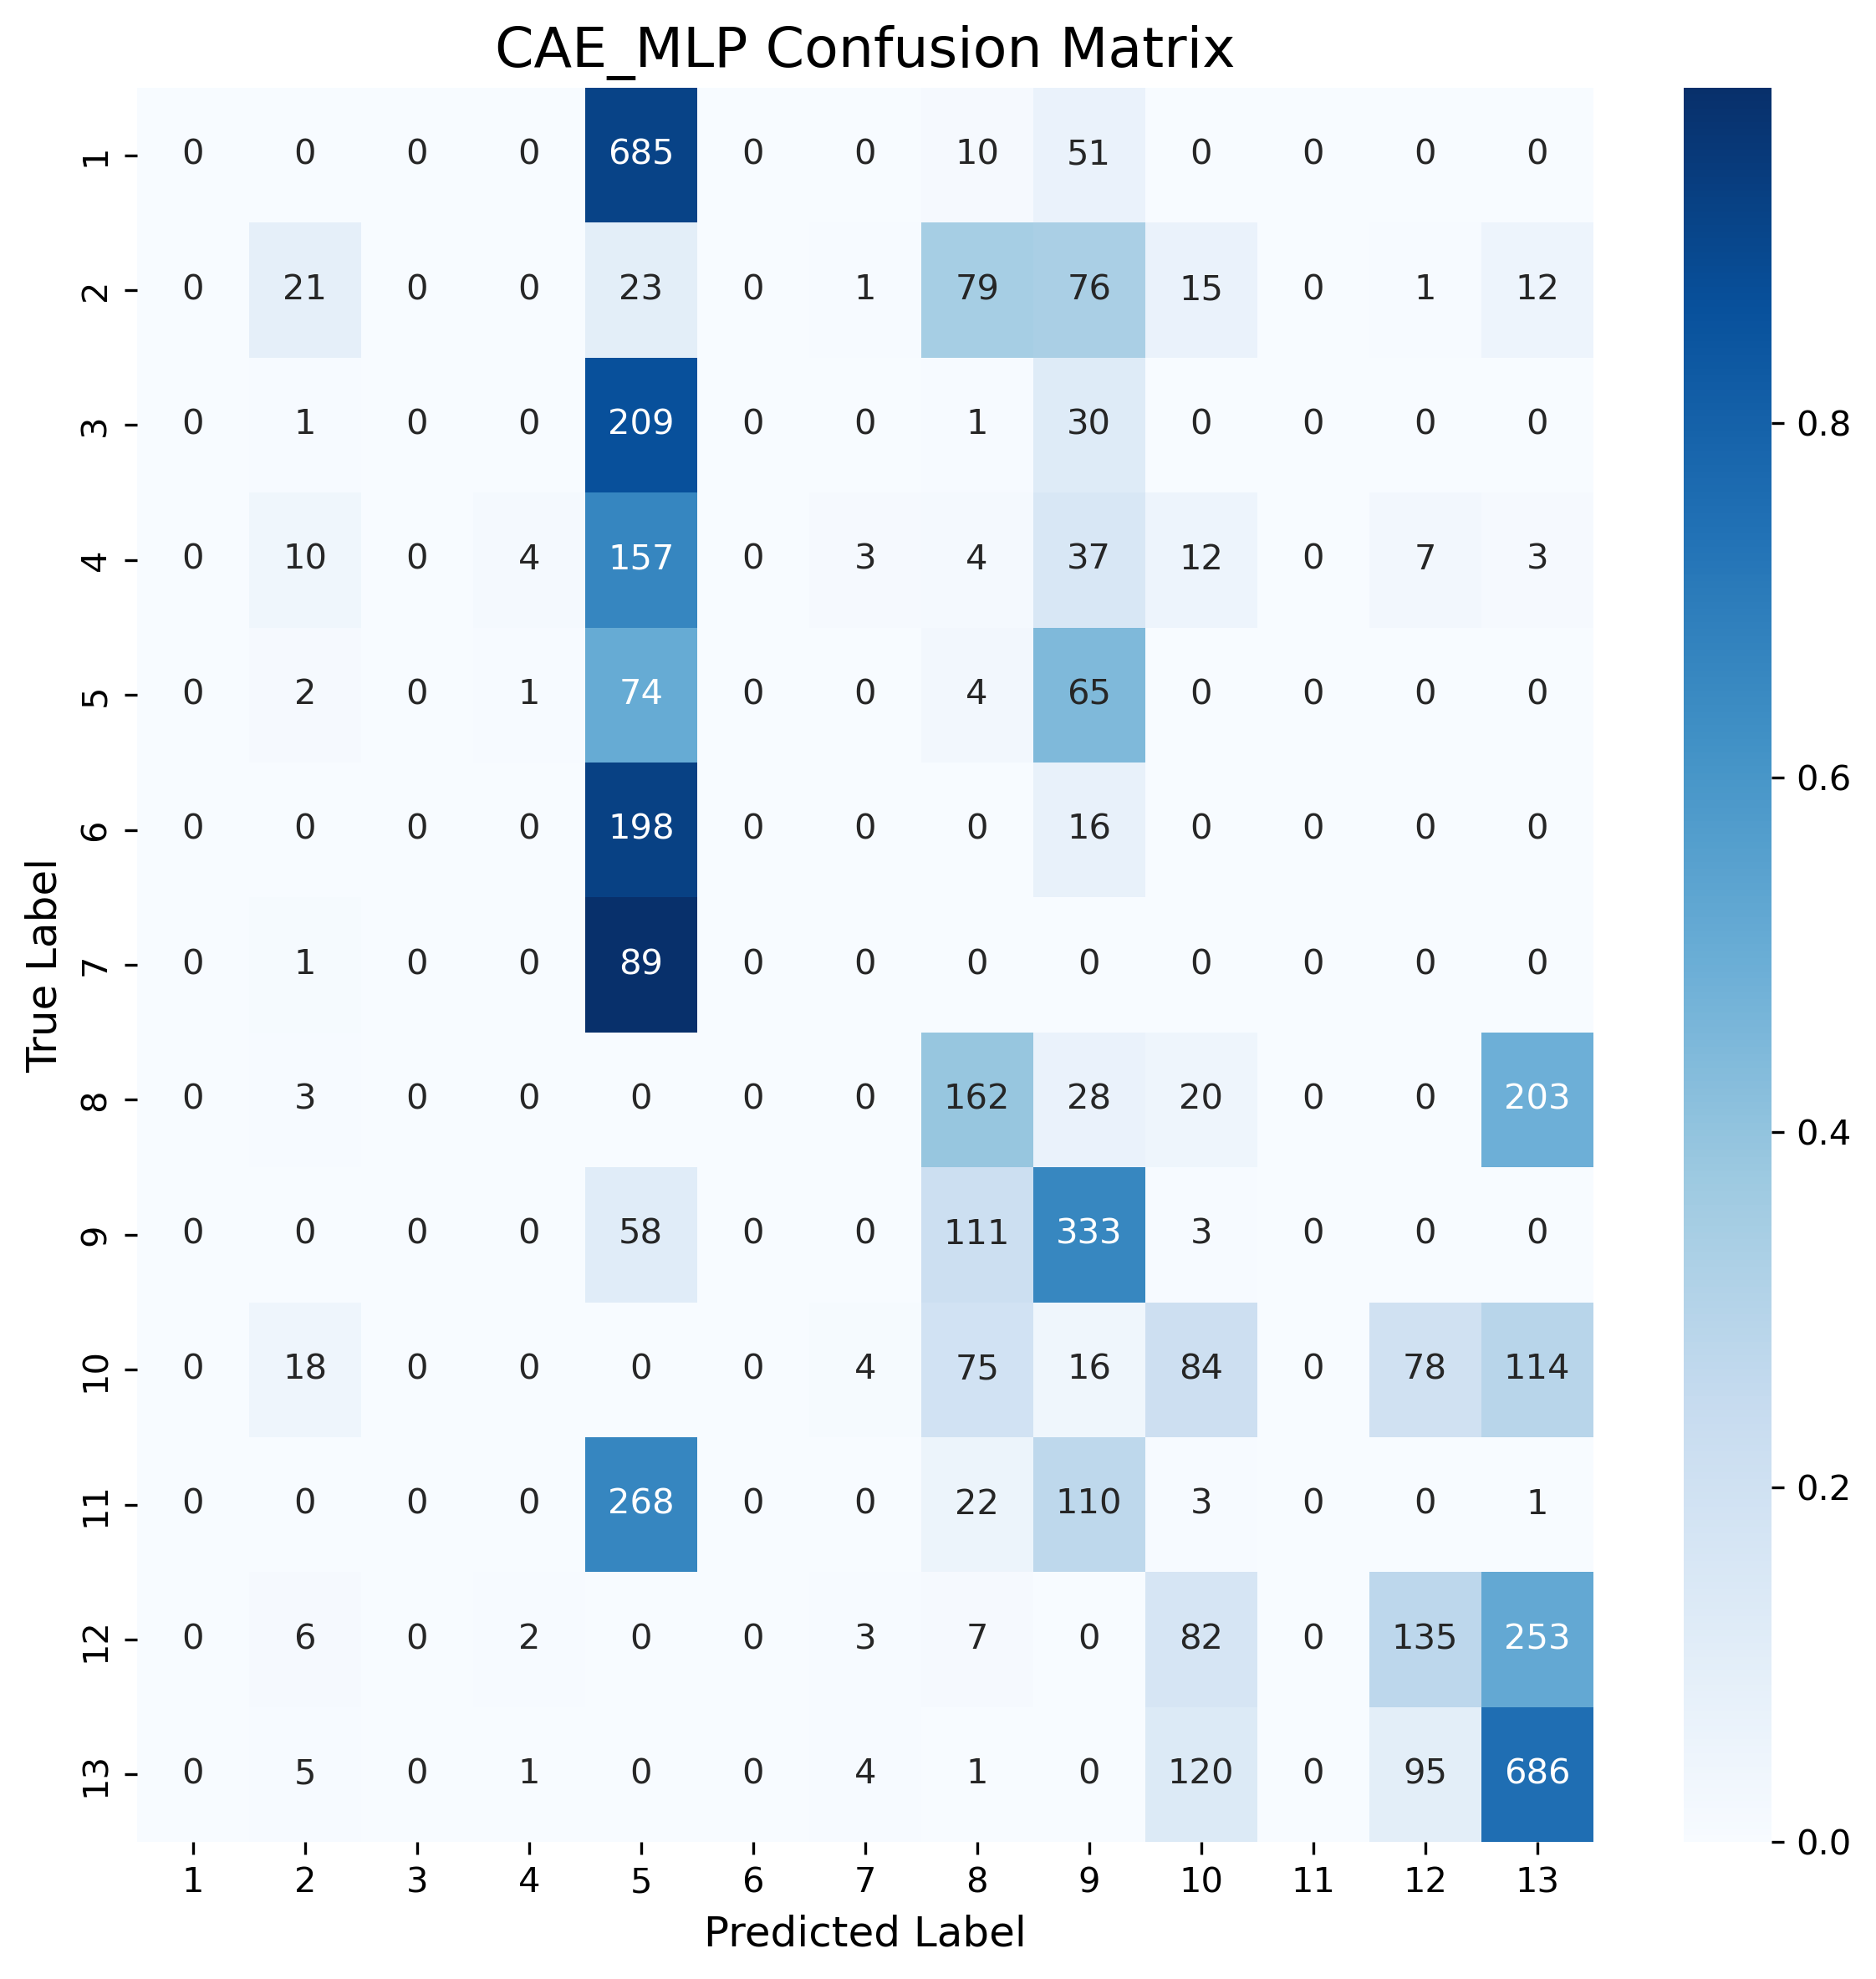 CAE_MLP Confusion Matrix
1 0 0 0 0 685 0 0 10 51 0 0 0 0
2 0 21 0 0 23 0 1 79 76 15 0 1 12
3 0 1 0 0 209 0 0 1 30 0 0 0 0
0.8
4 0 10 0 4 157 0 3 4 37 12 0 7 3
5 0 2 0 1 74 0 0 4 65 0 0 0 0
0.6
6 0 0 0 0 198 0 0 0 16 0 0 0 0
True Label
7 0 1 0 0 89 0 0 0 0 0 0 0 0
8 0 3 0 0 0 0 0 162 28 20 0 0 203
0.4
9 0 0 0 0 58 0 0 111 333 3 0 0 0
10 0 18 0 0 0 0 4 75 16 84 0 78 114
11 0 0 0 0 268 0 0 22 110 3 0 0 1
0.2
12 0 6 0 2 0 0 3 7 0 82 0 135 253
13 0 5 0 1 0 0 4 1 0 120 0 95 686
0.0
1 2 3 4 5 6 7 8 9 10 11 12 13
Predicted Label